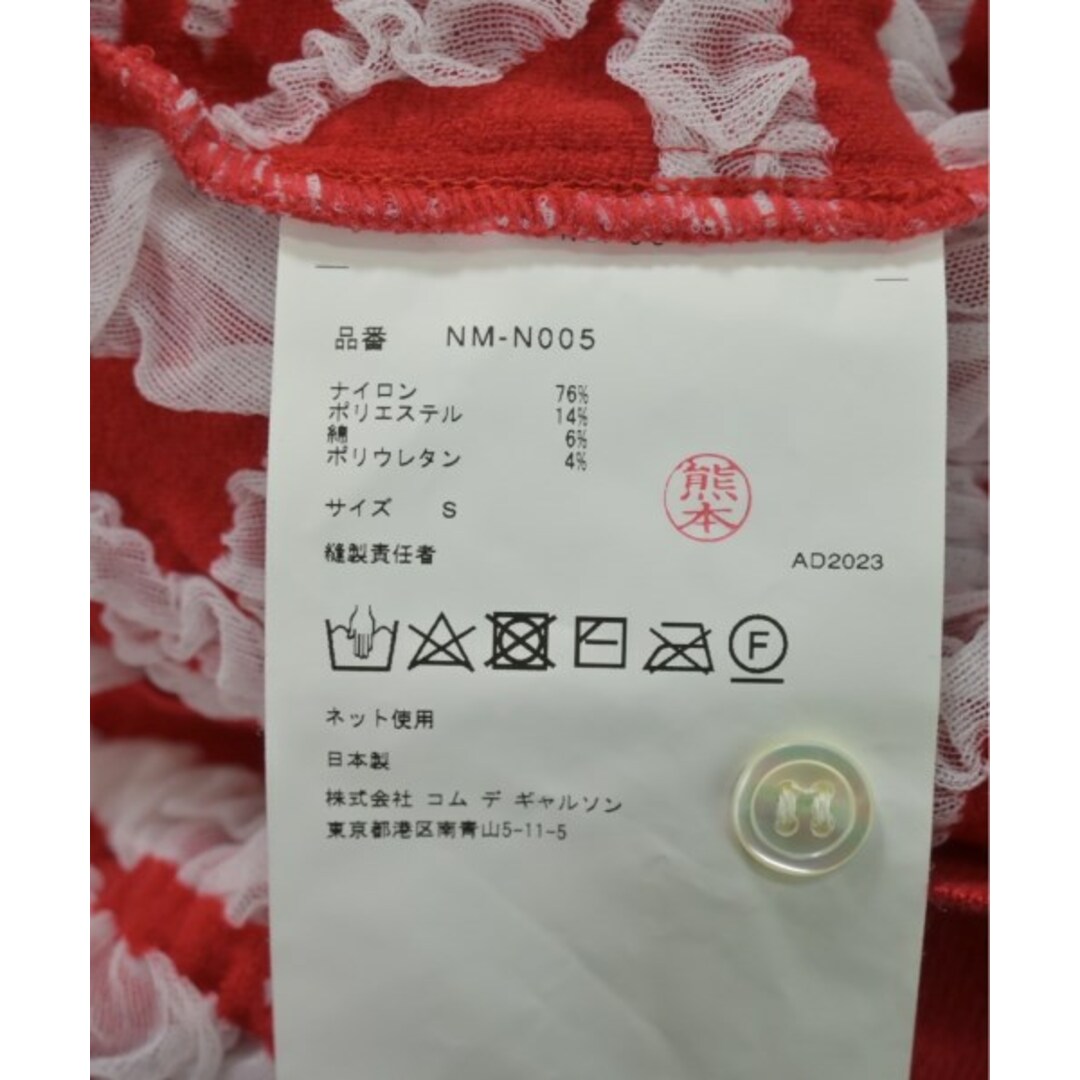 品番 NM-N005
ナイロン 76%
ポリエステル 14%
綿 6%
ポリウレタン 4%
サイズ S
熊本
縫製責任者
AD2023
F
ネット使用
日本製
株式会社 コム デ ギャルソン
東京都港区南青山5-11-5